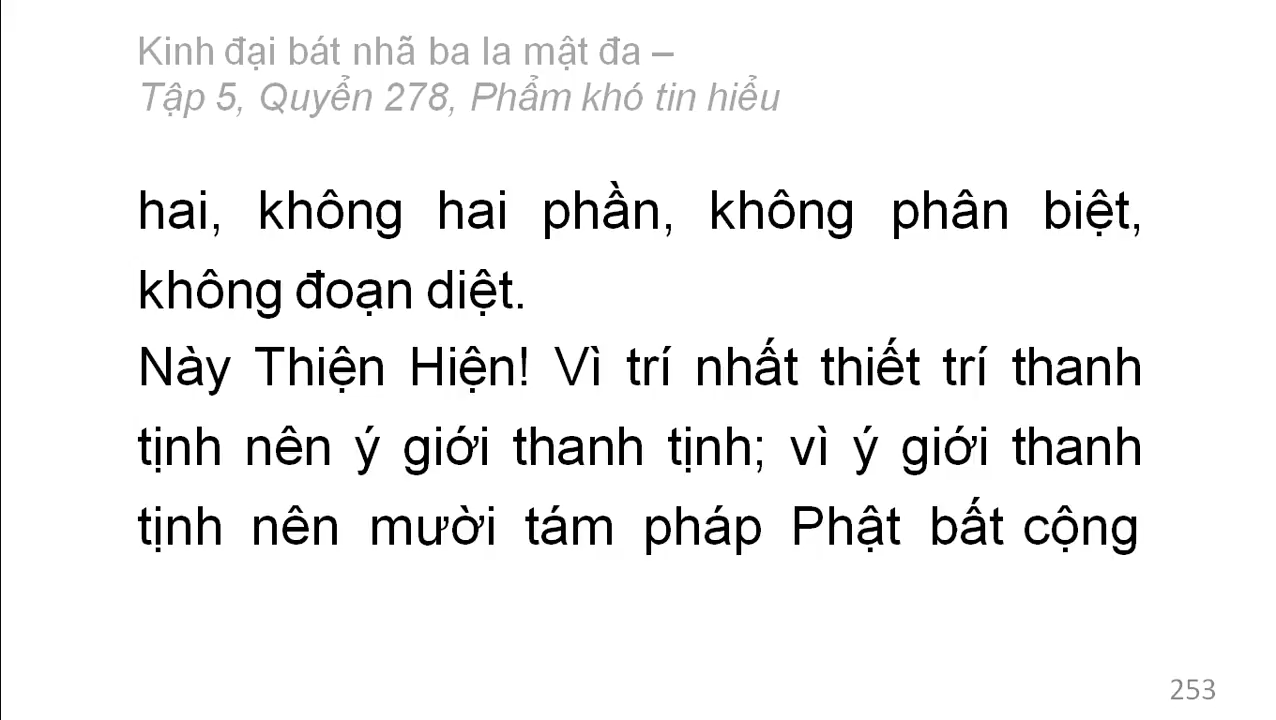 Kinh đại bát nhã ba la mật đa –
Tập 5, Quyển 278, Phẩm khó tin hiểu
hai, không hai phần, không phân biệt,
không đoạn diệt.
Này Thiện Hiện! Vì trí nhất thiết trí thanh
tịnh nên ý giới thanh tịnh; vì ý giới thanh
tịnh nên mười tám pháp Phật bất cộng
253